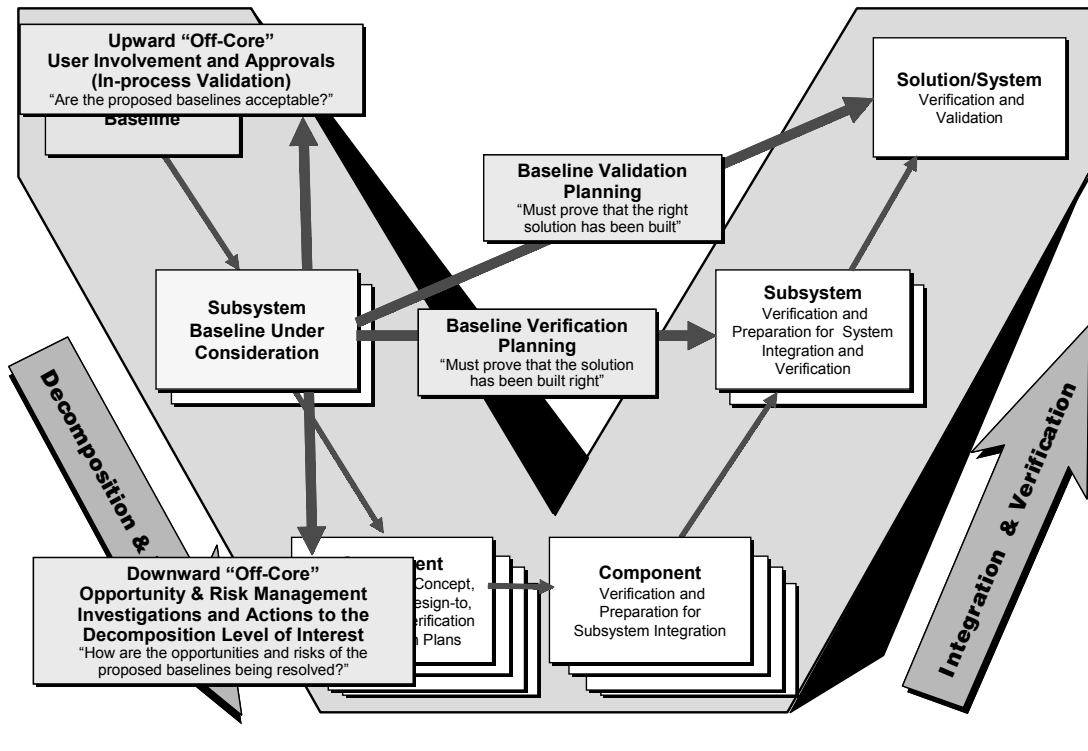 Upward “Off-Core”
User Involvement and Approvals
(In-process Validation)
“Are the proposed baselines acceptable?”
Baseline
Solution/System
Verification and
Validation
Baseline Validation
Planning
“Must prove that the right
solution has been built”
Subsystem
Baseline Under
Consideration
Baseline Verification
Planning
“Must prove that the solution
has been built right”
Subsystem
Verification and
Preparation for System
Integration and
Verification
Decomposition &
Integration & Verification
Concept,
Plans
Component
Verification and
Preparation for
Subsystem Integration
Downward “Off-Core”
Opportunity & Risk Management
Investigations and Actions to the
Decomposition Level of Interest
“How are the opportunities and risks of the
proposed baselines being resolved?”